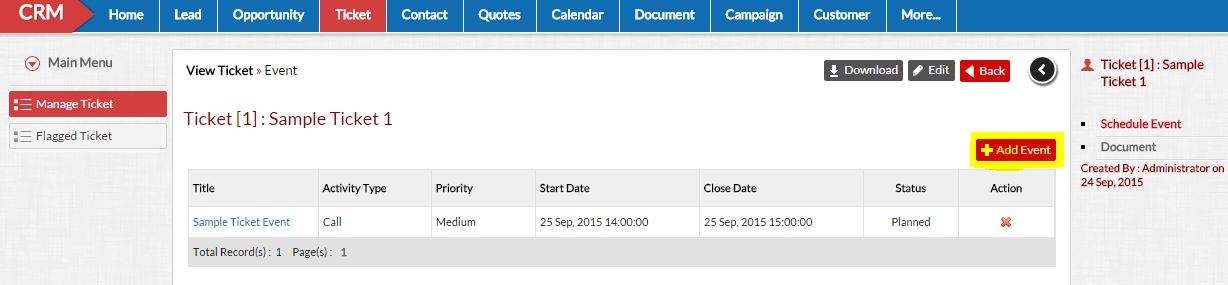 CRM Home Lead Opportunity Ticket Contact Quotes Calendar Document Campaign Customer More...
Main Menu
Manage Ticket
Flagged Ticket
View Ticket » Event
Download Edit Back
Ticket [1] : Sample Ticket 1
Add Event
Title Activity Type Priority Start Date Close Date Status Action
Sample Ticket Event Call Medium 25 Sep, 2015 14:00:00 25 Sep, 2015 15:00:00 Planned
Total Record(s) : 1 Page(s) : 1
Ticket [1] : Sample
Ticket 1
Schedule Event
Document
Created By : Administrator on
24 Sep, 2015